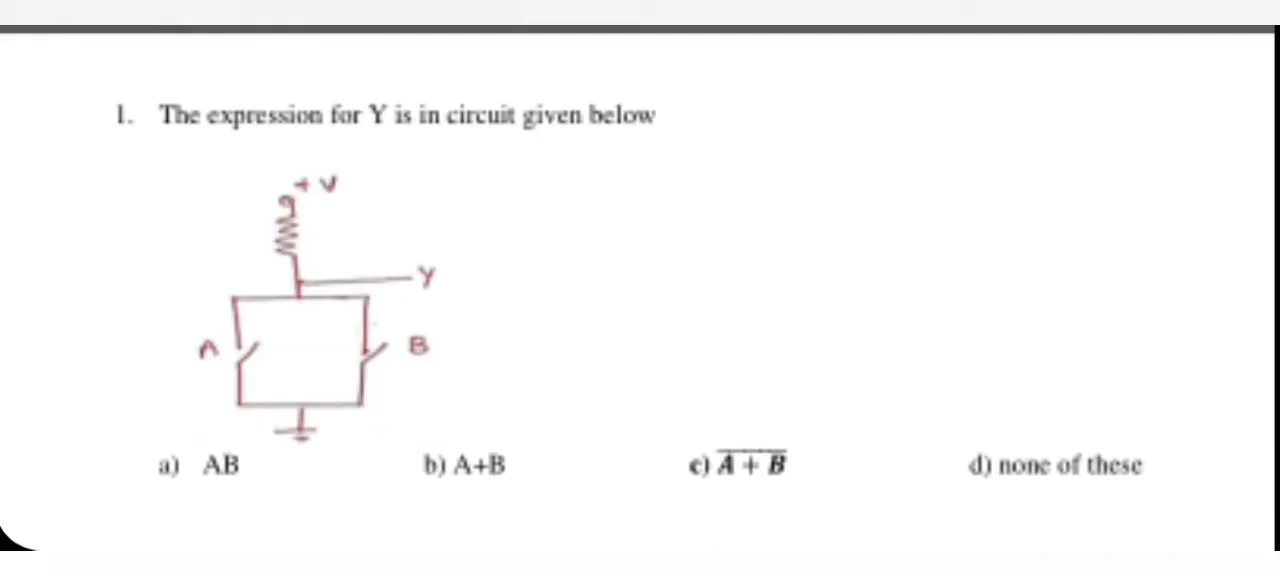 1. The expression for Y is in circuit given below
+V
Y
A B
a) AB b) A+B c) \overline{A + B} d) none of these